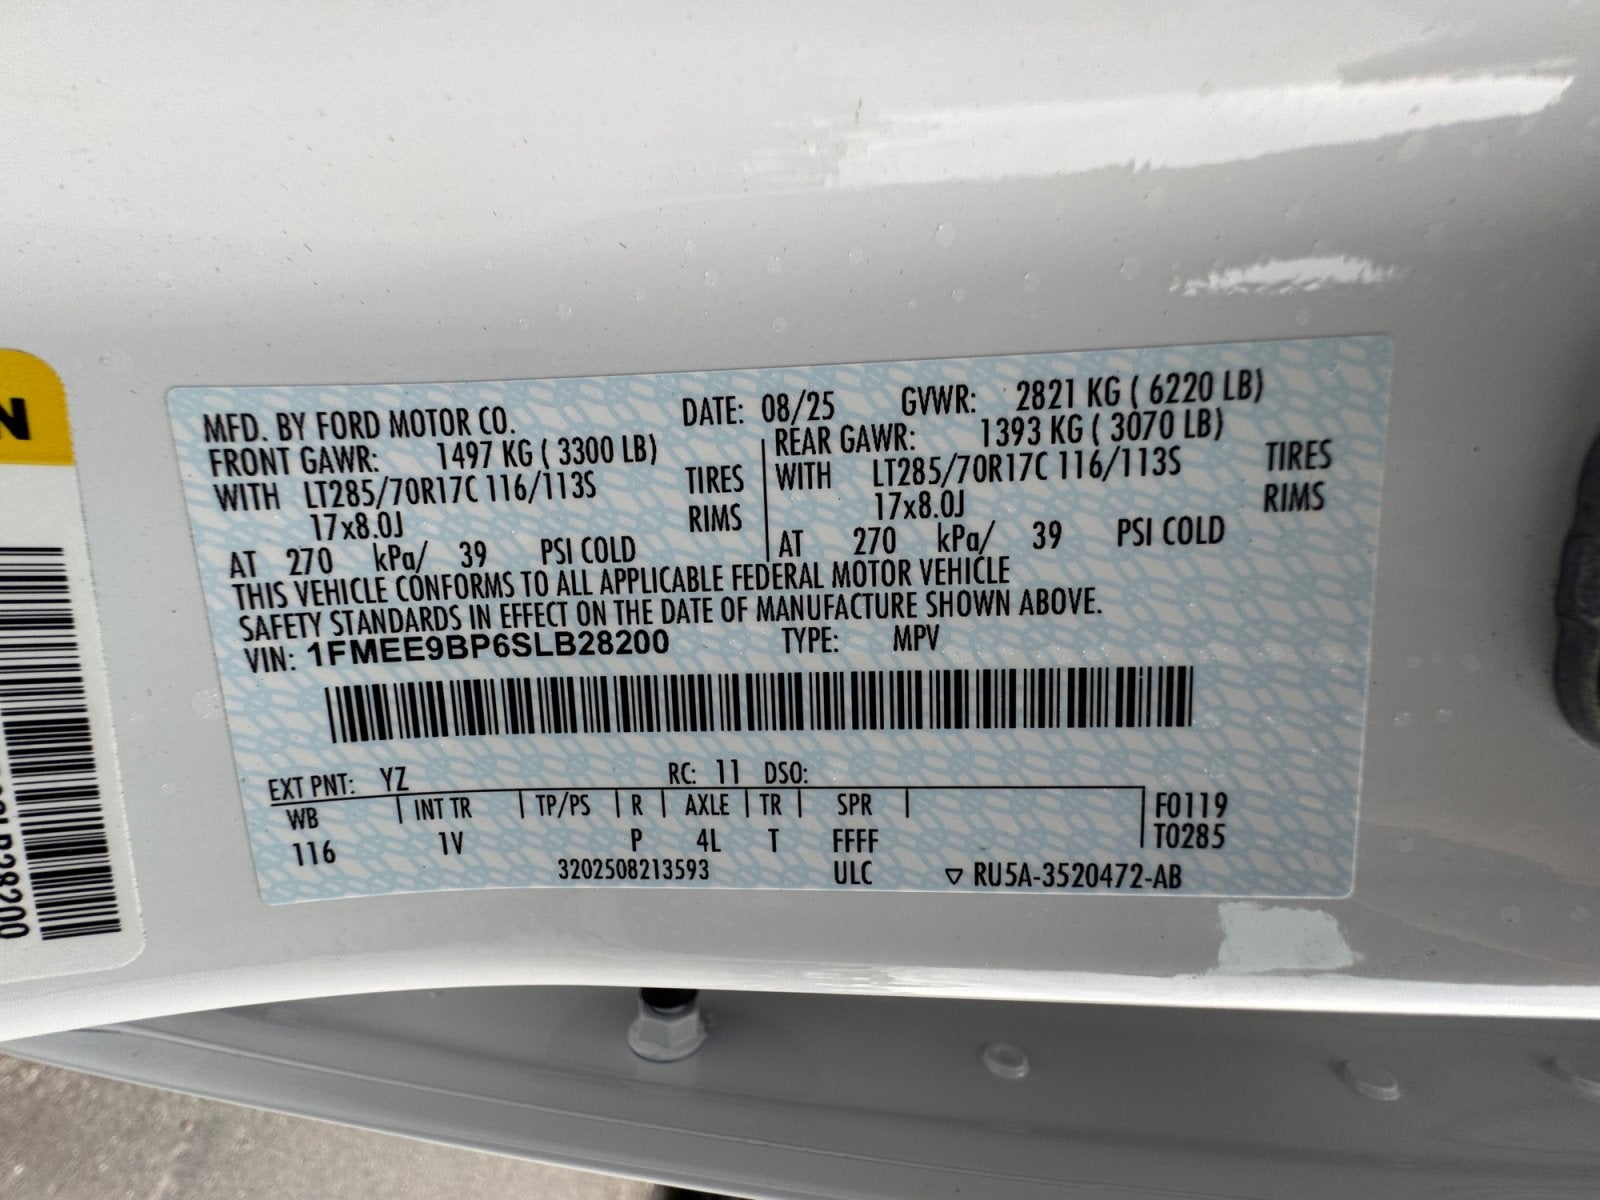 N
B28200
MFD. BY FORD MOTOR CO. DATE: 08/25 GVWR: 2821 KG ( 6220 LB)
FRONT GAWR: 1497 KG ( 3300 LB) REAR GAWR: 1393 KG ( 3070 LB)
WITH LT285/70R17C 116/113S TIRES WITH LT285/70R17C 116/113S TIRES
17x8.0J RIMS 17x8.0J RIMS
AT 270 kPa/ 39 PSI COLD AT 270 kPa/ 39 PSI COLD
THIS VEHICLE CONFORMS TO ALL APPLICABLE FEDERAL MOTOR VEHICLE
SAFETY STANDARDS IN EFFECT ON THE DATE OF MANUFACTURE SHOWN ABOVE.
VIN: 1FMEE9BP6SLB28200 TYPE: MPV
EXT PNT: YZ RC: 11 DSO:
WB INT TR TP/PS R AXLE TR SPR F0119
116 1V P 4L T FFFF T0285
3202508213593 ULC ▽ RU5A-3520472-AB